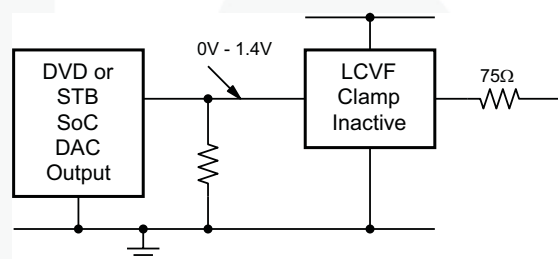 DVD or
STB
SoC
DAC
Output
0V - 1.4V
LCVF
Clamp
Inactive
75Ω